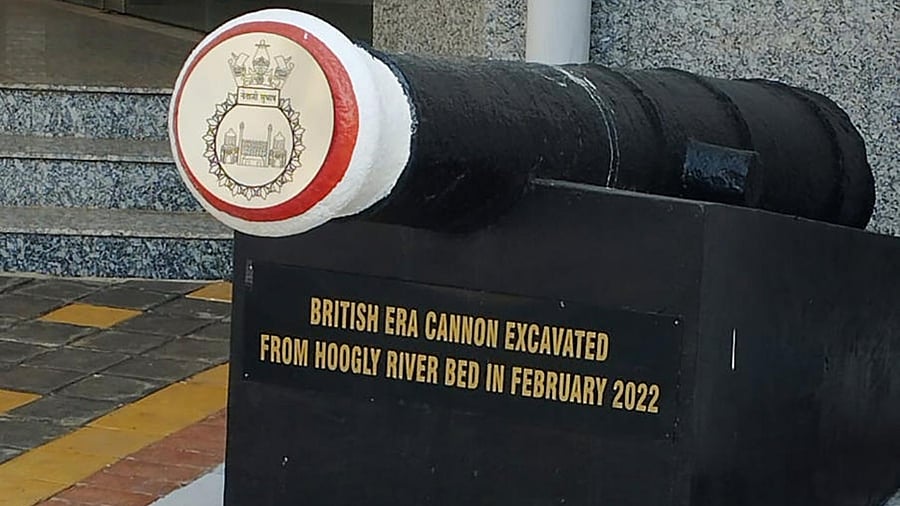 नेताजी सुभाष
BRITISH ERA CANNON EXCAVATED
FROM HOOGLY RIVER BED IN FEBRUARY 2022